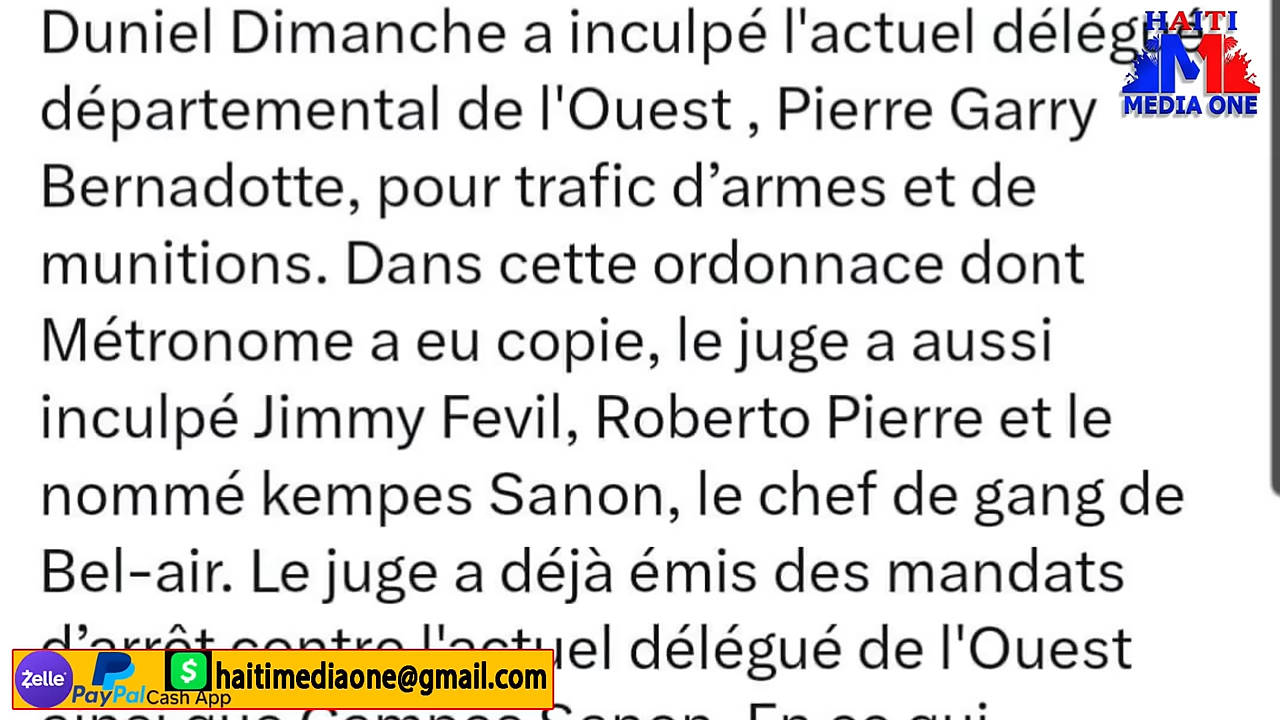 Duniel Dimanche a inculpé l'actuel délégué
départemental de l'Ouest , Pierre Garry
Bernadotte, pour trafic d’armes et de
munitions. Dans cette ordonnace dont
Métronome a eu copie, le juge a aussi
inculpé Jimmy Fevil, Roberto Pierre et le
nommé kempes Sanon, le chef de gang de
Bel-air. Le juge a déjà émis des mandats
d’arrêt contre l'actuel délégué de l'Ouest
HAITI
M
MEDIA ONE
Zelle
PayPal
$
Cash App
haitimediaone@gmail.com